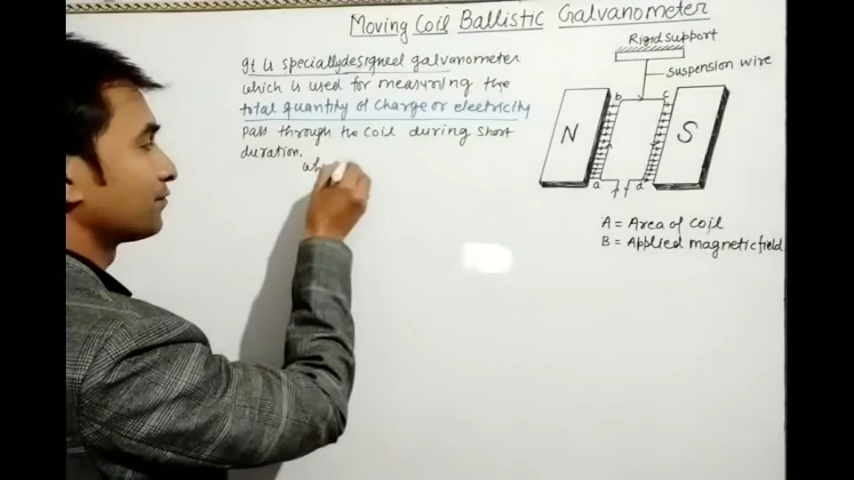 Moving Coil Ballistic Galvanometer
It is specially designed galvanometer
which is used for measuring the
total quantity of charge or electricity
pass through the coil during short
duration.
wh
Rigid support
suspension wire
b c
N
S
a d
A = Area of coil
B = Applied magnetic field